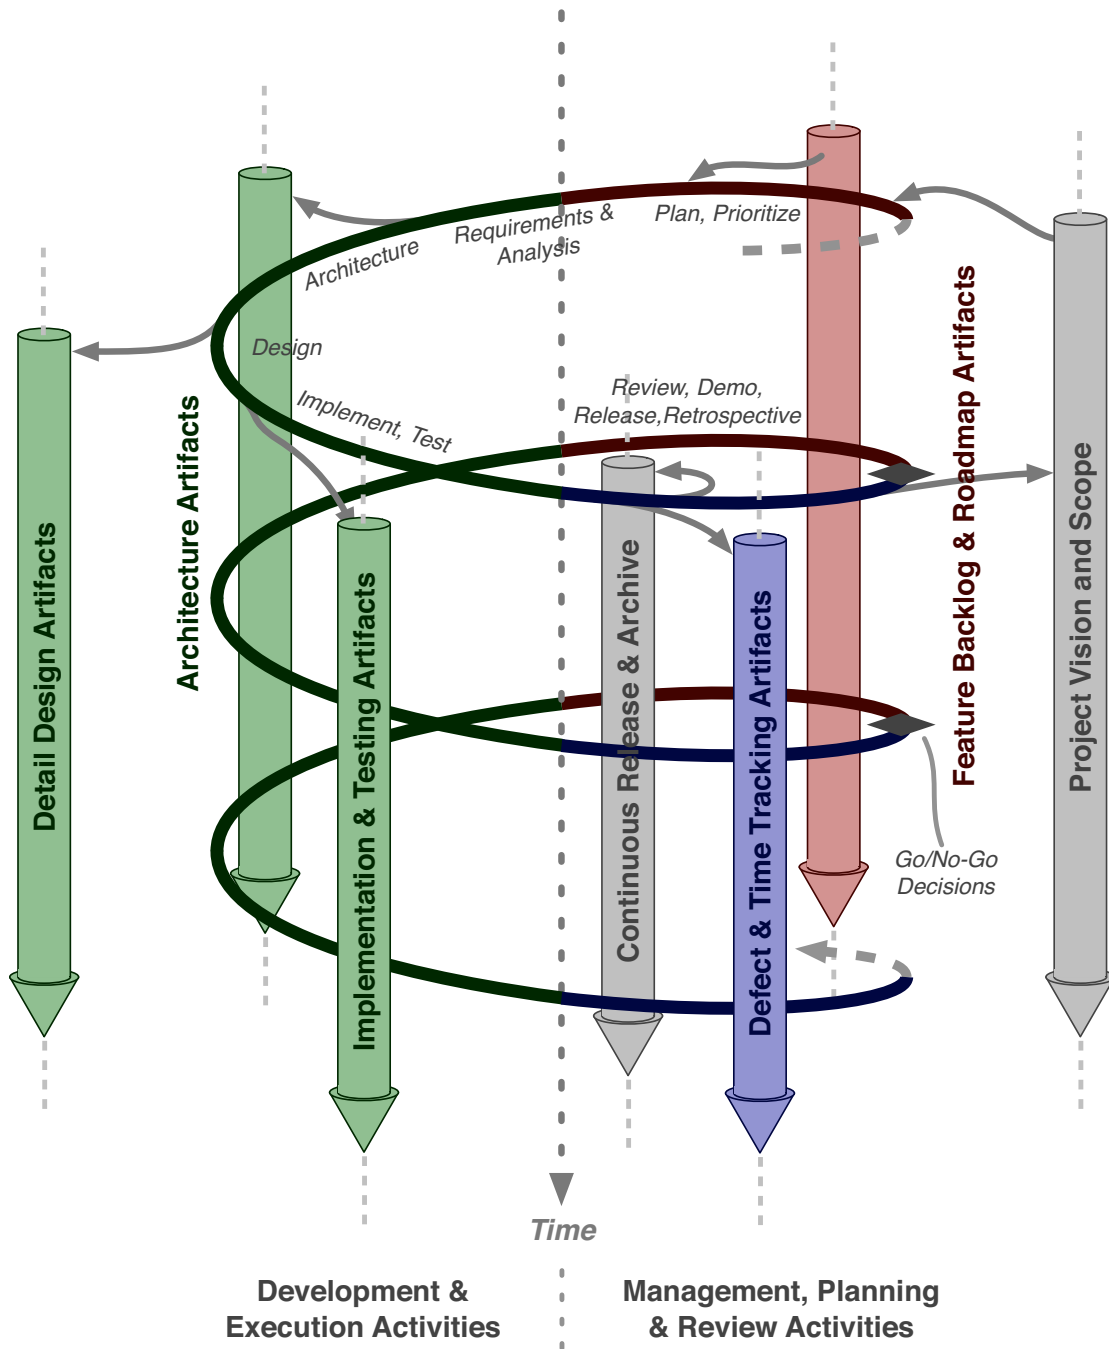 Requirements &
Analysis
Plan, Prioritize
Architecture
Design
Implement, Test
Review, Demo,
Release,Retrospective
Detail Design Artifacts
Architecture Artifacts
Implementation & Testing Artifacts
Continuous Release & Archive
Defect & Time Tracking Artifacts
Feature Backlog & Roadmap Artifacts
Project Vision and Scope
Go/No-Go
Decisions
Time
Development &
Execution Activities
Management, Planning
& Review Activities